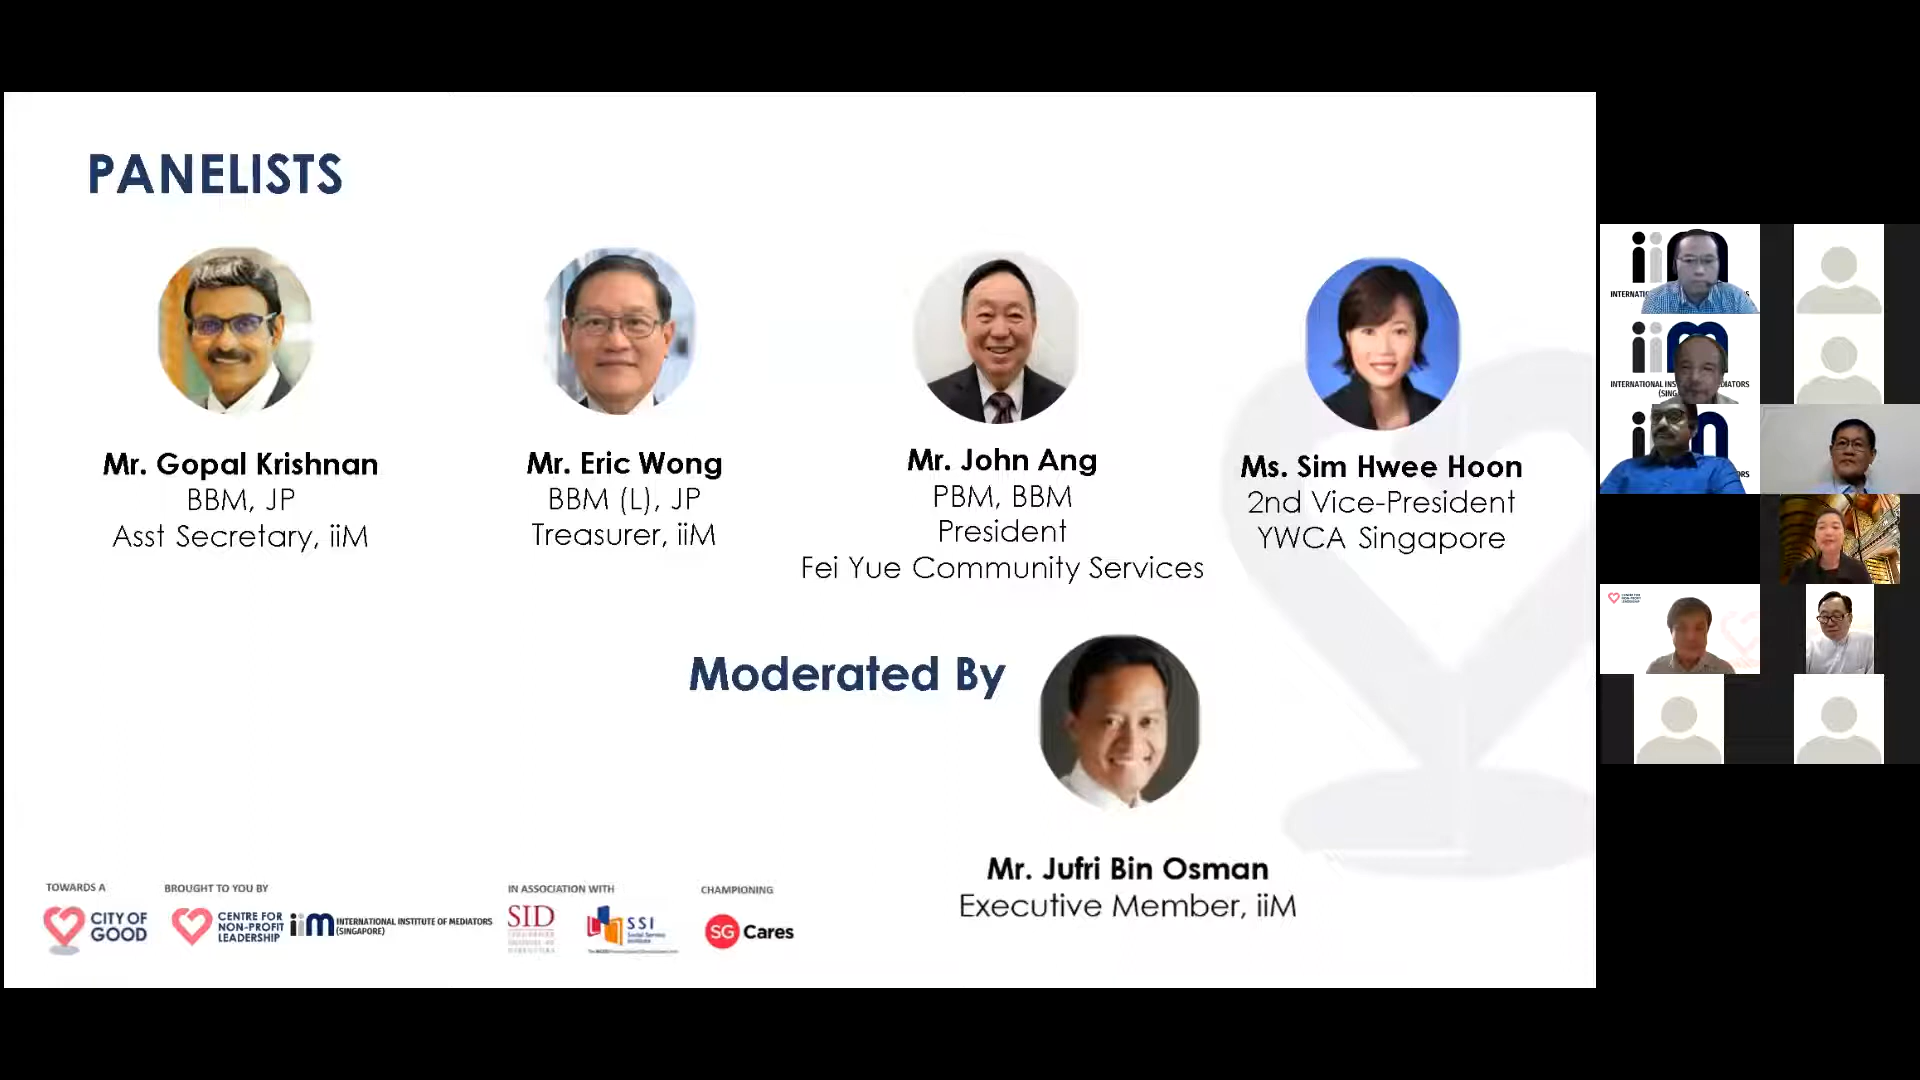 PANELISTS
Mr. Gopal Krishnan
BBM, JP
Asst Secretary, iiM
Mr. Eric Wong
BBM (L), JP
Treasurer, iiM
Mr. John Ang
PBM, BBM
President
Fei Yue Community Services
Ms. Sim Hwee Hoon
2nd Vice-President
YWCA Singapore
Moderated By
Mr. Jufri Bin Osman
Executive Member, iiM
TOWARDS A
CITY OF
GOOD
BROUGHT TO YOU BY
CENTRE FOR
NON-PROFIT
LEADERSHIP
iim
INTERNATIONAL INSTITUTE OF MEDIATORS
(SINGAPORE)
IN ASSOCIATION WITH
SID
SSI
Social Service
Institute
CHAMPIONING
SG Cares